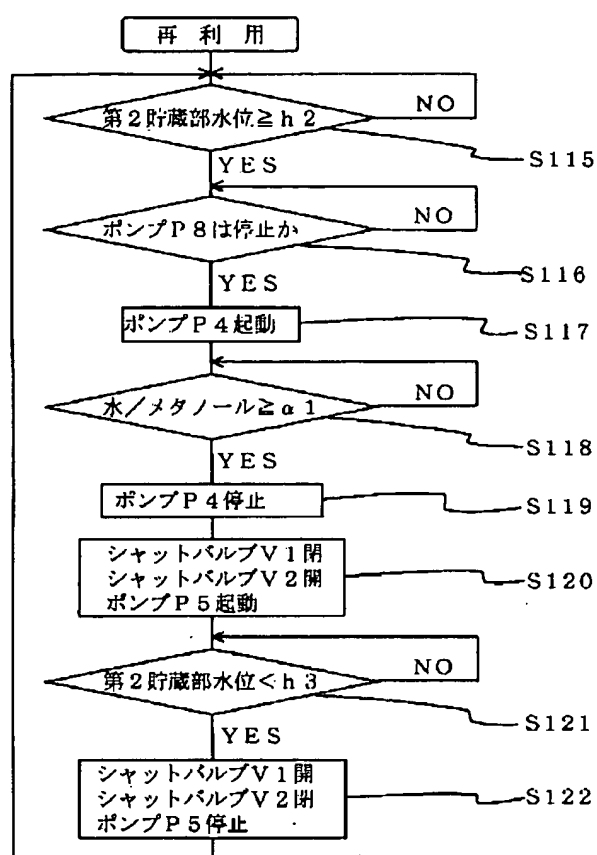 再利用
第２貯蔵部水位≧ｈ２
NO
S115
YES
ポンプＰ８は停止か
NO
S116
YES
ポンプＰ４起動
S117
水／メタノール≧α１
NO
S118
YES
ポンプＰ４停止
S119
シャットバルブＶ１閉
シャットバルブＶ２開
ポンプＰ５起動
S120
第２貯蔵部水位＜ｈ３
NO
S121
YES
シャットバルブＶ１開
シャットバルブＶ２閉
ポンプＰ５停止
S122